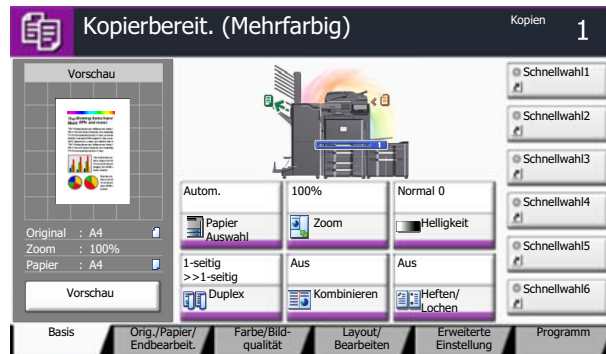 Kopierbereit. (Mehrfarbig)
Kopien 1
Vorschau
Original : A4
Zoom : 100%
Papier : A4
Vorschau
1
Autom.
Papier
Auswahl
100%
Zoom
Normal 0
Helligkeit
1-seitig
>>1-seitig
Duplex
Aus
Kombinieren
Aus
Heften/
Lochen
Schnellwahl1
Schnellwahl2
Schnellwahl3
Schnellwahl4
Schnellwahl5
Schnellwahl6
Basis
Orig./Papier/
Endbearbeit.
Farbe/Bild-
qualität
Layout/
Bearbeiten
Erweiterte
Einstellung
Programm